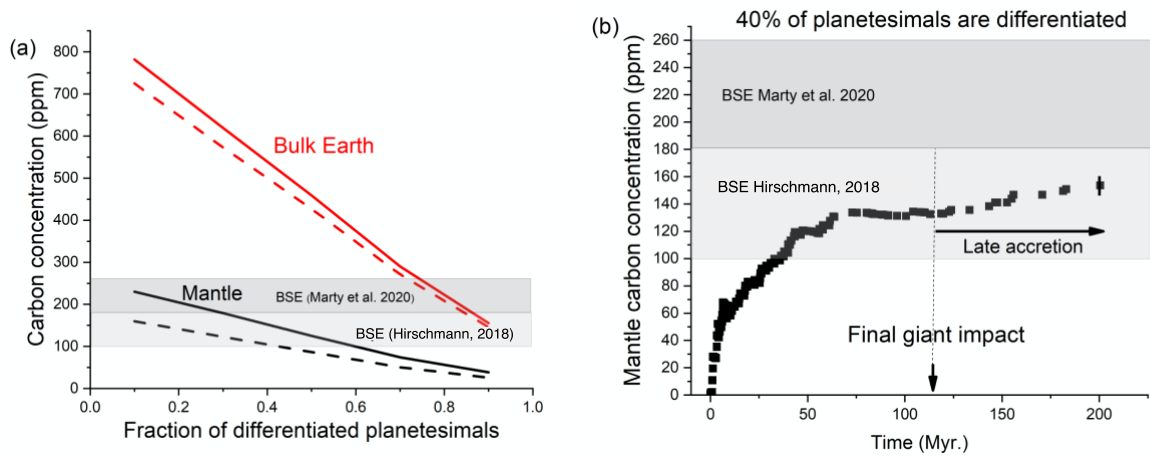 (a)
Carbon concentration (ppm)
800
700
600
500
400
300
200
100
0
Bulk Earth
Mantle
BSE (Marty et al. 2020)
BSE (Hirschmann, 2018)
0.0 0.2 0.4 0.6 0.8 1.0
Fraction of differentiated planetesimals
(b)
40% of planetesimals are differentiated
Mantle carbon concentration (ppm)
260
240
220
200
180
160
140
120
100
80
60
40
20
0
BSE Marty et al. 2020
BSE Hirschmann, 2018
Late accretion
Final giant impact
0 50 100 150 200
Time (Myr.)